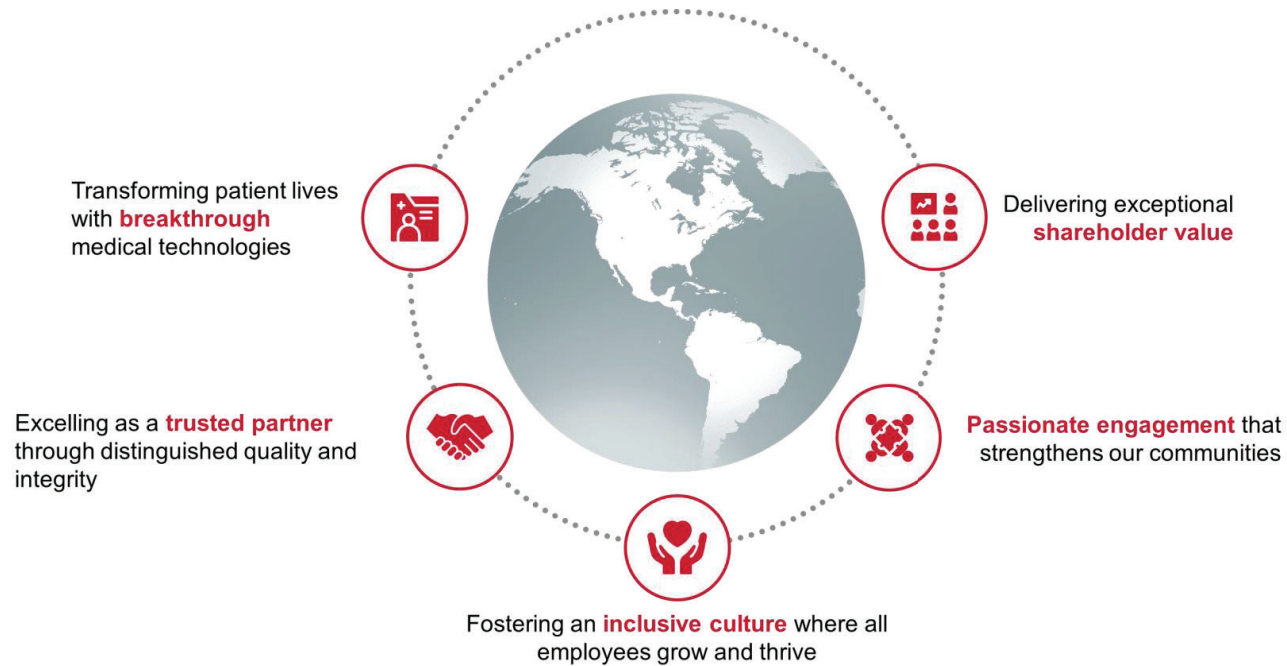 Transforming patient lives
with breakthrough
medical technologies
Delivering exceptional
shareholder value
Excelling as a trusted partner
through distinguished quality and
integrity
Passionate engagement that
strengthens our communities
Fostering an inclusive culture where all
employees grow and thrive